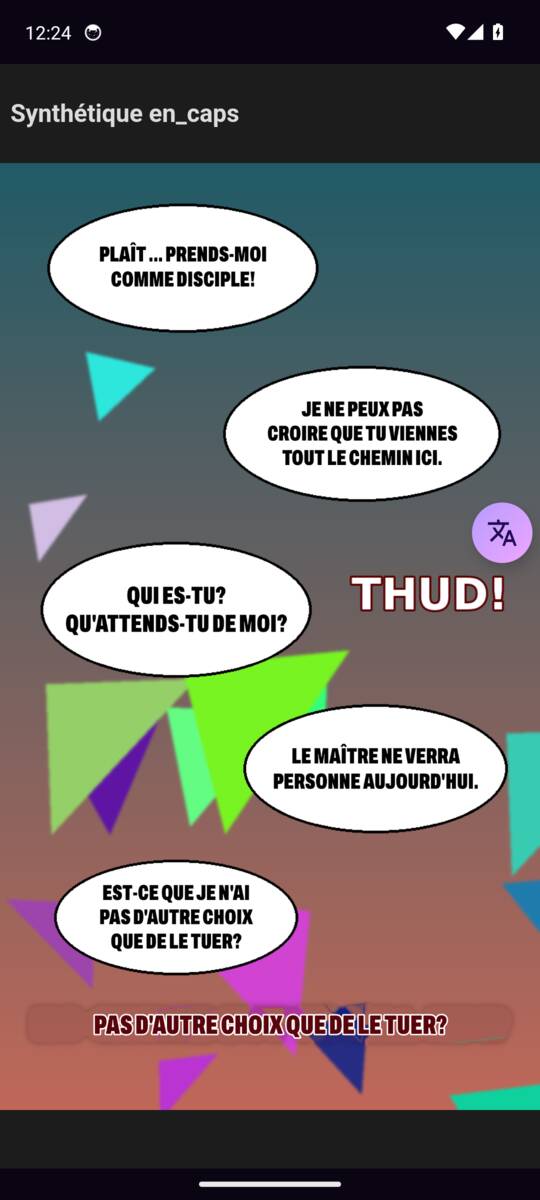 12:24
Synthétique en_caps
PLAÎT... PRENDS-MOI
COMME DISCIPLE!
JE NE PEUX PAS
CROIRE QUE TU VIENNES
TOUT LE CHEMIN ICI.
QUI ES-TU?
QU'ATTENDS-TU DE MOI?
THUD!
LE MAÎTRE NE VERRA
PERSONNE AUJOURD'HUI.
EST-CE QUE JE N'AI
PAS D'AUTRE CHOIX
QUE DE LE TUER?
PAS D'AUTRE CHOIX QUE DE LE TUER?